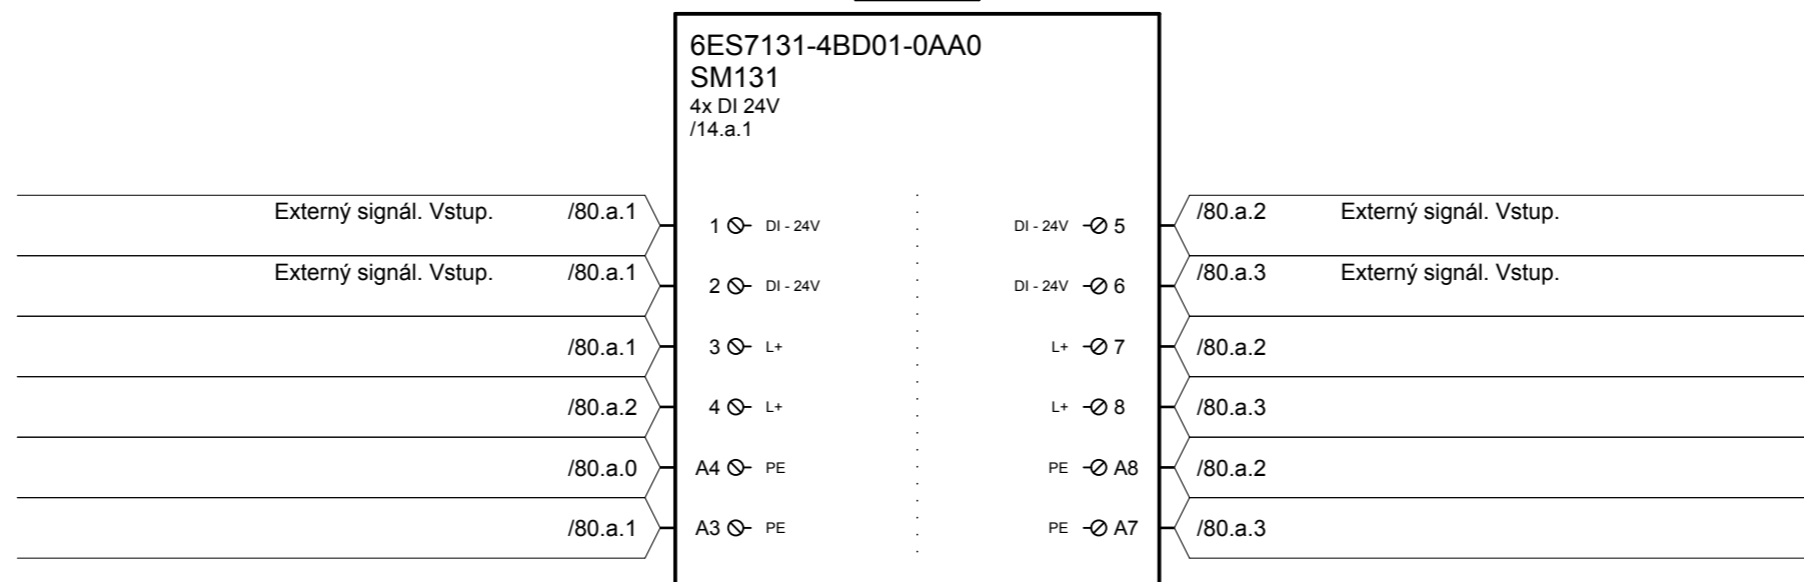 6ES7131-4BD01-0AA0
SM131
4x DI 24V
/14.a.1
Externý signál. Vstup. /80.a.1 1 DI - 24V DI - 24V 5 /80.a.2 Externý signál. Vstup.
Externý signál. Vstup. /80.a.1 2 DI - 24V DI - 24V 6 /80.a.3 Externý signál. Vstup.
/80.a.1 3 L+ L+ 7 /80.a.2
/80.a.2 4 L+ L+ 8 /80.a.3
/80.a.0 A4 PE PE A8 /80.a.2
/80.a.1 A3 PE PE A7 /80.a.3